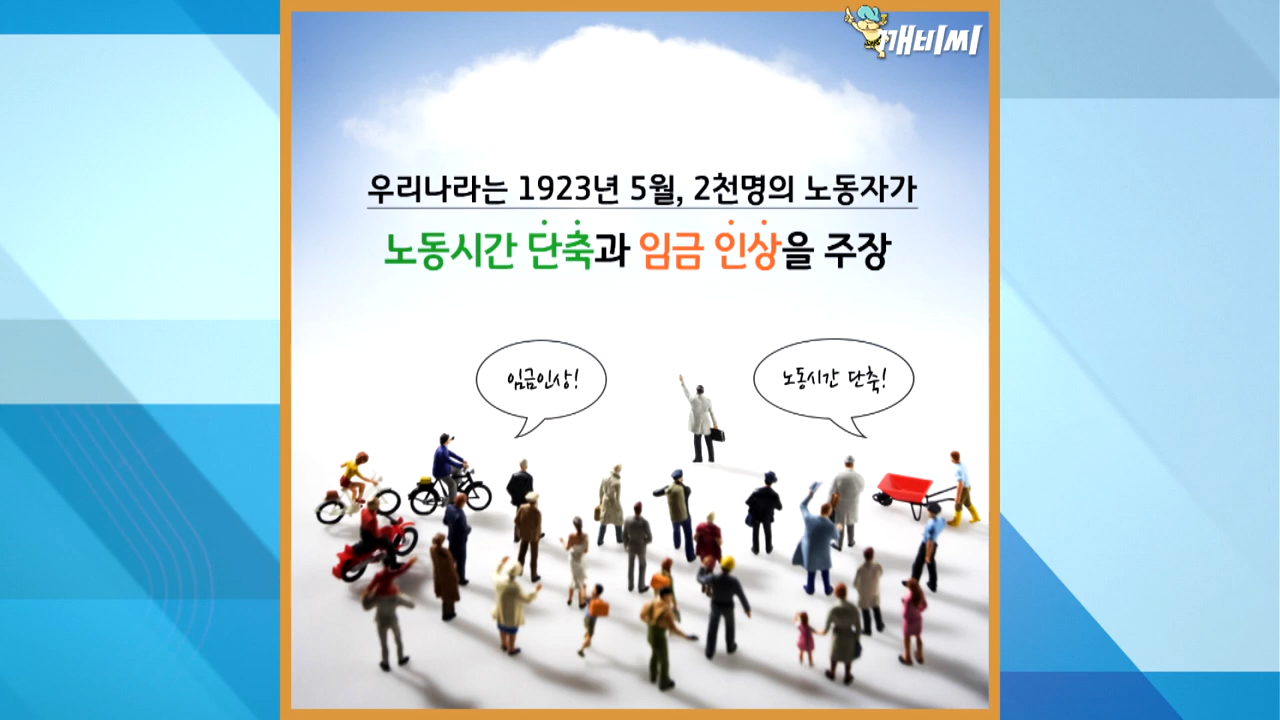 깨티씨
우리나라는 1923년 5월, 2천명의 노동자가
노동시간 단축과 임금 인상을 주장
임금인상!
노동시간 단축!